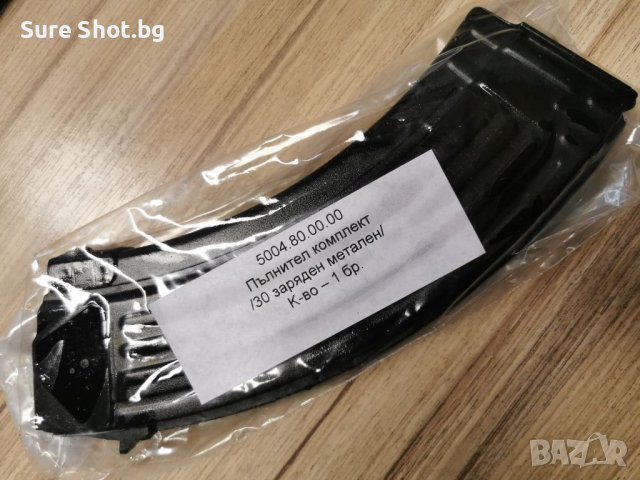 Sure Shot.bg
5004.80.00.00
Пълнител комплект
/30 заряден метален/
К-во – 1 бр.
BAZAR